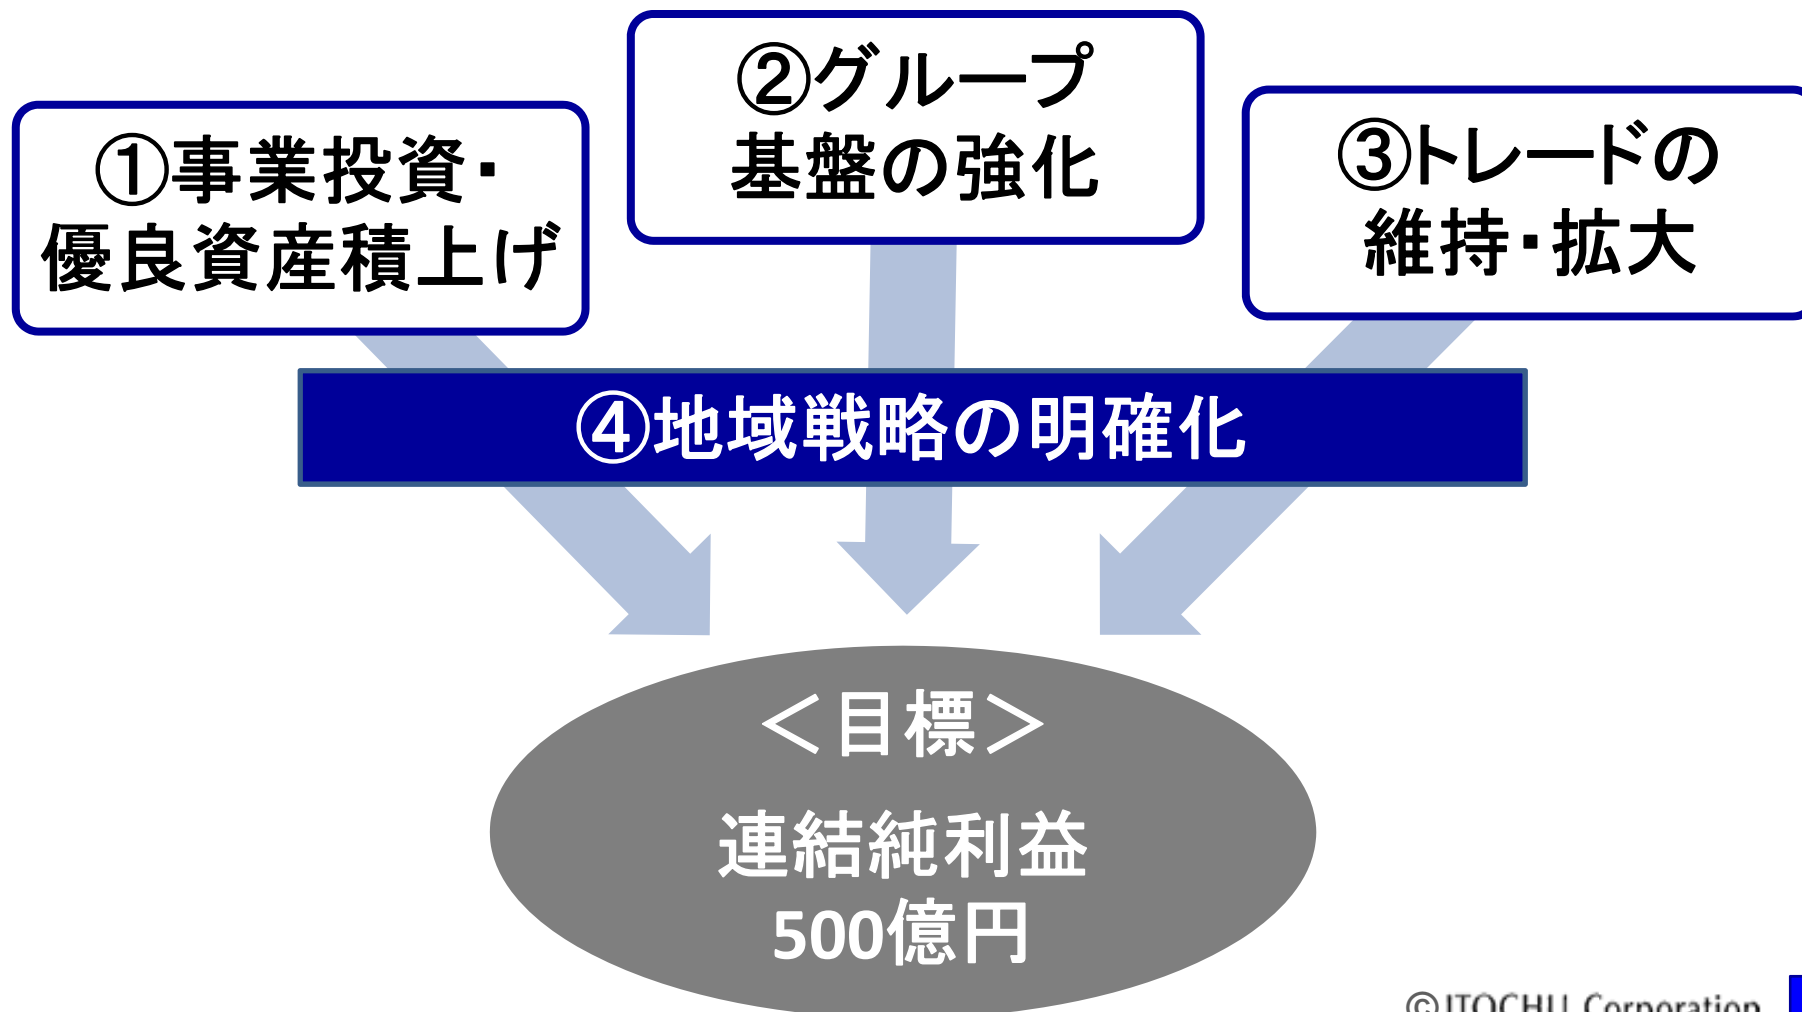 ①事業投資・
優良資産積上げ
②グループ
基盤の強化
③トレードの
維持・拡大
④地域戦略の明確化
＜目標＞
連結純利益
500億円
©ITOCHU Corporation